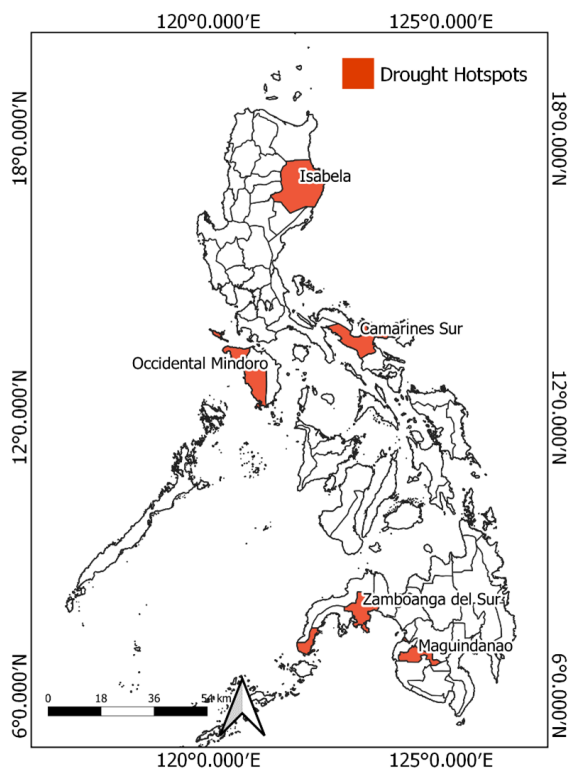 120°0.000′E 125°0.000′E
Drought Hotspots
18°0.000′N
18°0.000′N
Isabela
Camarines Sur
Occidental Mindoro
12°0.000′N
12°0.000′N
Zamboanga del Sur
Maguindanao
6°0.000′N
6°0.000′N
0 18 36 54 km
120°0.000′E 125°0.000′E